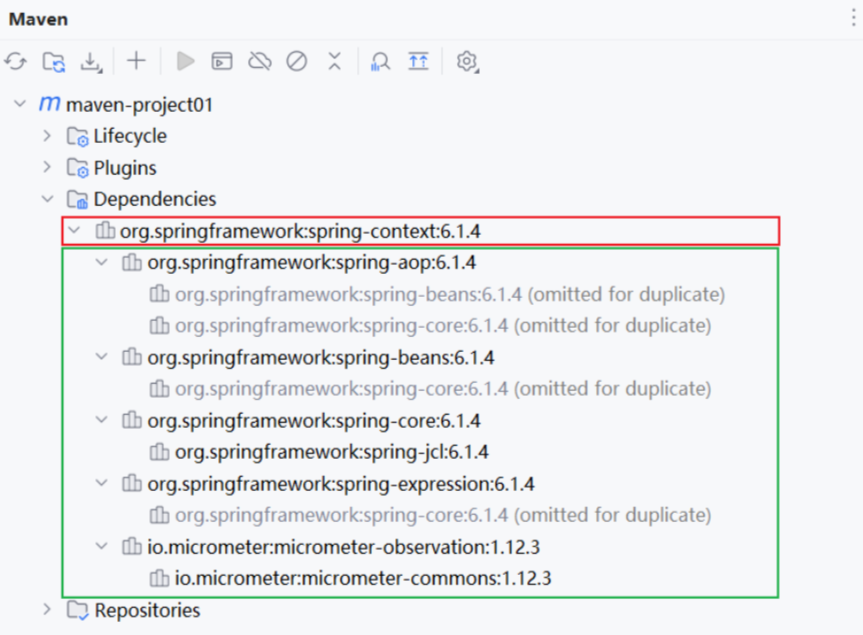 Maven
m maven-project01
Lifecycle
Plugins
Dependencies
org.springframework:spring-context:6.1.4
org.springframework:spring-aop:6.1.4
org.springframework:spring-beans:6.1.4 (omitted for duplicate)
org.springframework:spring-core:6.1.4 (omitted for duplicate)
org.springframework:spring-beans:6.1.4
org.springframework:spring-core:6.1.4 (omitted for duplicate)
org.springframework:spring-core:6.1.4
org.springframework:spring-jcl:6.1.4
org.springframework:spring-expression:6.1.4
org.springframework:spring-core:6.1.4 (omitted for duplicate)
io.micrometer:micrometer-observation:1.12.3
io.micrometer:micrometer-commons:1.12.3
Repositories